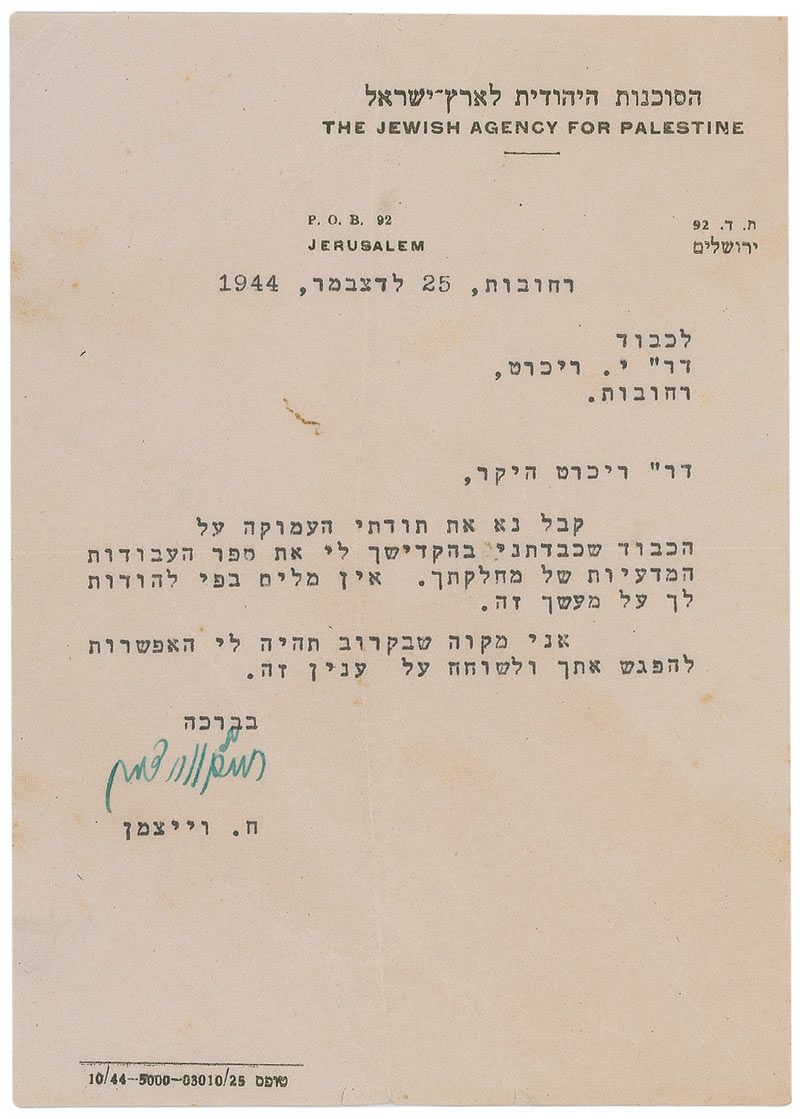 הסוכנות היהודית לארץ־ישראל
THE JEWISH AGENCY FOR PALESTINE
P. O. B. 92
ת. ד. 92
JERUSALEM
ירושלים
רחובות, 25 לדצבמר, 1944
לכבוד
דר" י. ריכרט,
רחובות.
דר" ריכרט היקר,
קבל נא את תודתי העמוקה על
הכבוד שכבדתני בהקדישך לי את ספר העבודות
המדעיות של מחלקתך. אין מלים בפי להודות
לך על מעשך זה.
אני מקוה שבקרוב תהיה לי האפשרות
להפגש אתך ולשוחח על ענין זה.
בברכה
ח. וייצמן
טופס 10/44—5000—03010/25